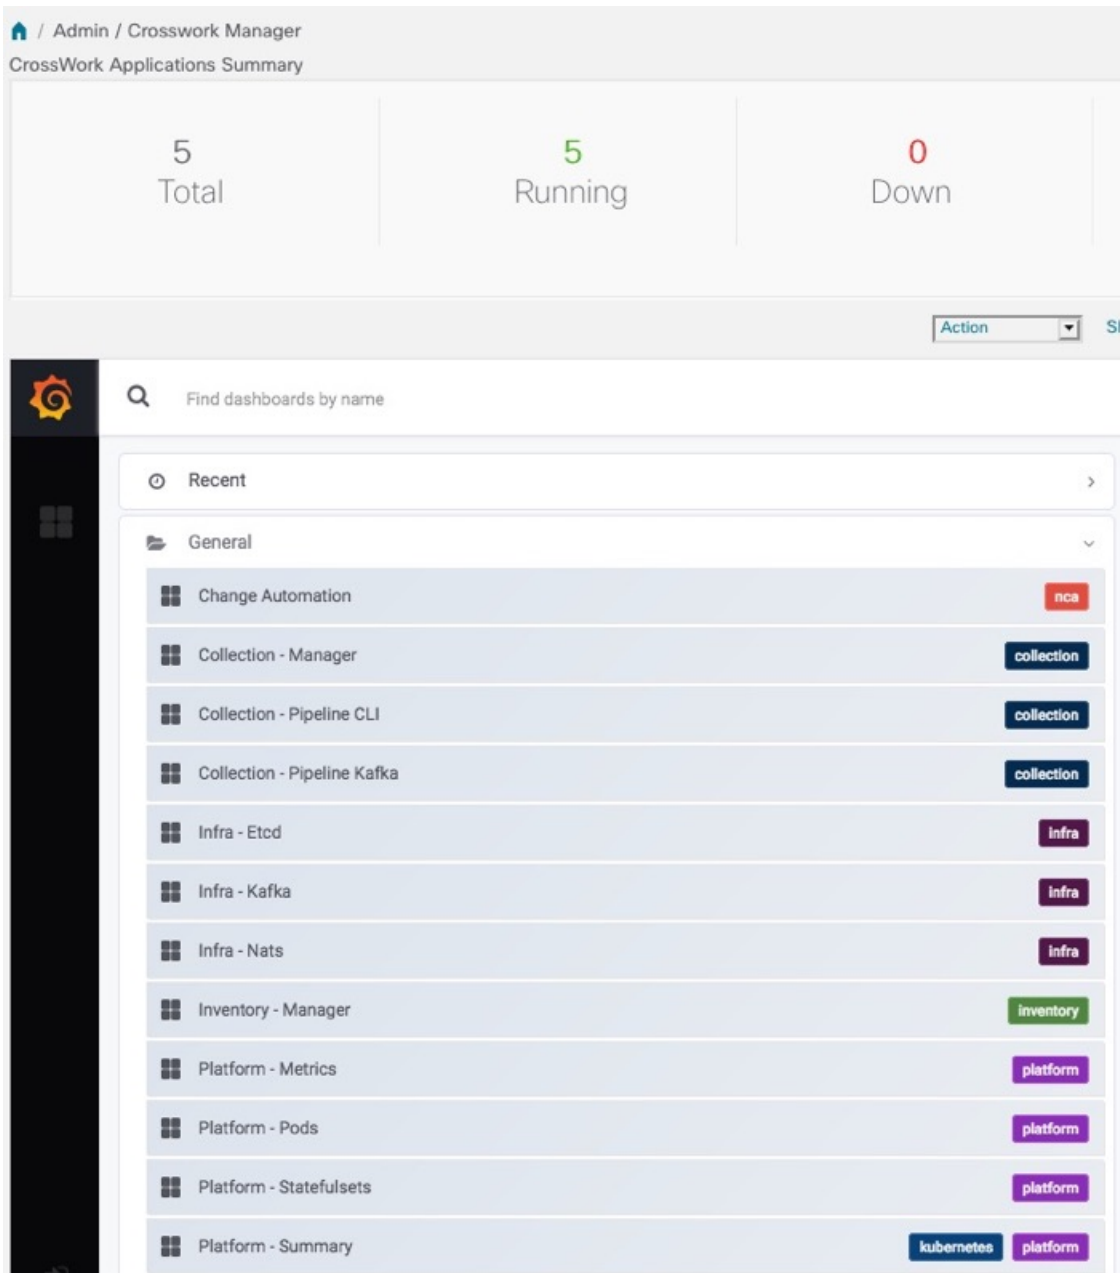 / Admin / Crosswork Manager
CrossWork Applications Summary
5 5 0
Total Running Down
Action
Find dashboards by name
Recent
General
Change Automation nca
Collection - Manager collection
Collection - Pipeline CLI collection
Collection - Pipeline Kafka collection
Infra - Etcd infra
Infra - Kafka infra
Infra - Nats infra
Inventory - Manager inventory
Platform - Metrics platform
Platform - Pods platform
Platform - Statefulsets platform
Platform - Summary kubernetes platform